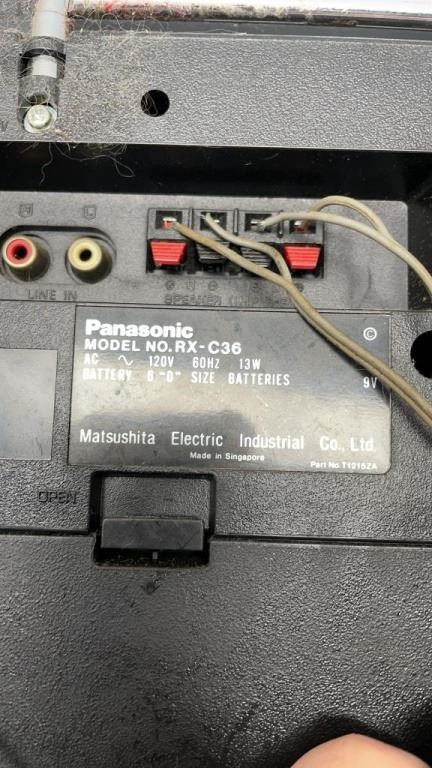 R L
LINE IN
SPEAKER
Panasonic
©
MODEL NO. RX-C36
AC ∿ 120V 60HZ 13W
BATTERY 6 "D" SIZE BATTERIES 9V
Matsushita Electric Industrial Co., Ltd.
Made in Singapore
Part No. T1215ZA
OPEN